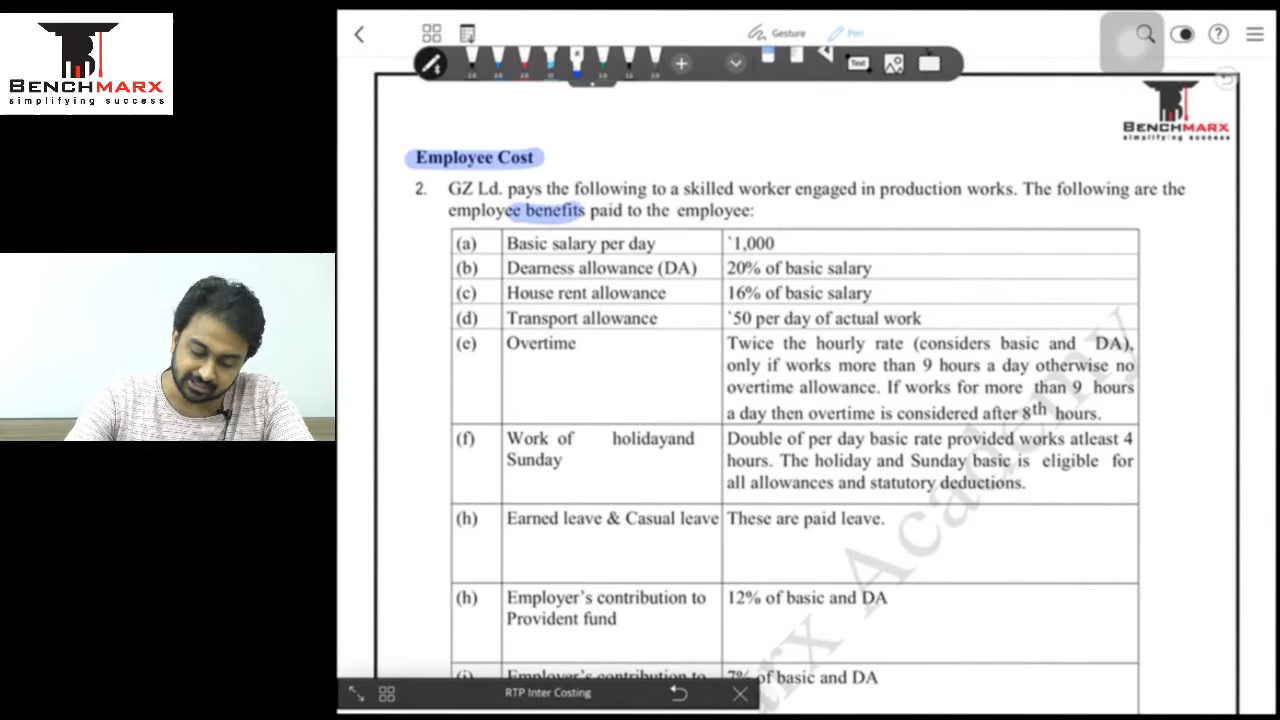 BENCHMARX
simplifying success
Gesture
Pen
Text
BENCHMARX
simplifying success
Employee Cost
2. GZ Ld. pays the following to a skilled worker engaged in production works. The following are the
employee benefits paid to the employee:
(a) Basic salary per day `1,000
(b) Dearness allowance (DA) 20% of basic salary
(c) House rent allowance 16% of basic salary
(d) Transport allowance `50 per day of actual work
(e) Overtime Twice the hourly rate (considers basic and DA),
only if works more than 9 hours a day otherwise no
overtime allowance. If works for more than 9 hours
a day then overtime is considered after 8th hours.
(f) Work of holidayand Double of per day basic rate provided works atleast 4
Sunday hours. The holiday and Sunday basic is eligible for
all allowances and statutory deductions.
(h) Earned leave & Casual leave These are paid leave.
(h) Employer's contribution to 12% of basic and DA
Provident fund
(i) Employer's contribution to 7% of basic and DA
RTP Inter Costing
arx Academy